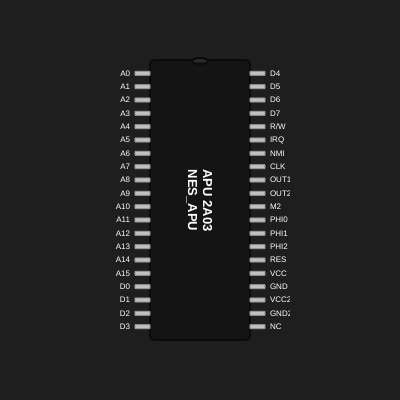 A0
A1
A2
A3
A4
A5
A6
A7
A8
A9
A10
A11
A12
A13
A14
A15
D0
D1
D2
D3
APU 2A03
NES_APU
D4
D5
D6
D7
R/W
IRQ
NMI
CLK
OUT1
OUT2
M2
PHI0
PHI1
PHI2
RES
VCC
GND
VCC2
GND2
NC